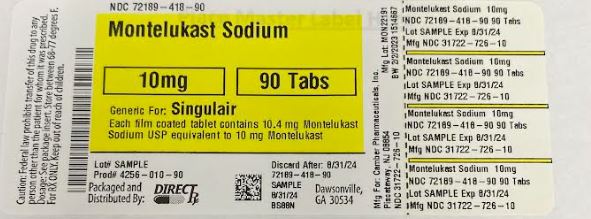 NDC 72189-418-90
Montelukast Sodium
10mg
90 Tabs
Generic For: Singulair
Each film coated tablet contains 10.4 mg Montelukast
Sodium USP equivalent to 10 mg Montelukast
Lot# SAMPLE
Prod# 4256-010-90
Packaged and
Distributed By:
DIRECT Rx
Discard After: 8/31/24
72189-418-90
SAMPLE
8/31/24
Dawsonville,
GA 30534
Caution: Federal law prohibits transfer of this drug to any
person other than the patient for whom it was prescribed.
Dosage: See package insert. Store between 68-77 degrees F.
For RX ONLY. Keep out of reach of children.
Mfg Lot: MON22191
BW 2/2/2023 1514667
Mfg For: Camber Pharmaceuticals, Inc.
Piscataway, NJ 08854
NDC 31722-726-10
Montelukast Sodium 10mg
NDC 72189-418-90 90 Tabs
Lot SAMPLE Exp 8/31/24
Mfg NDC 31722-726-10
Montelukast Sodium 10mg
NDC 72189-418-90 90 Tabs
Lot SAMPLE Exp 8/31/24
Mfg NDC 31722-726-10
Montelukast Sodium 10mg
NDC 72189-418-90 90 Tabs
Lot SAMPLE Exp 8/31/24
Mfg NDC 31722-726-10
Montelukast Sodium 10mg
NDC 72189-418-90 90 Tabs
Lot SAMPLE Exp 8/31/24
Mfg NDC 31722-726-10